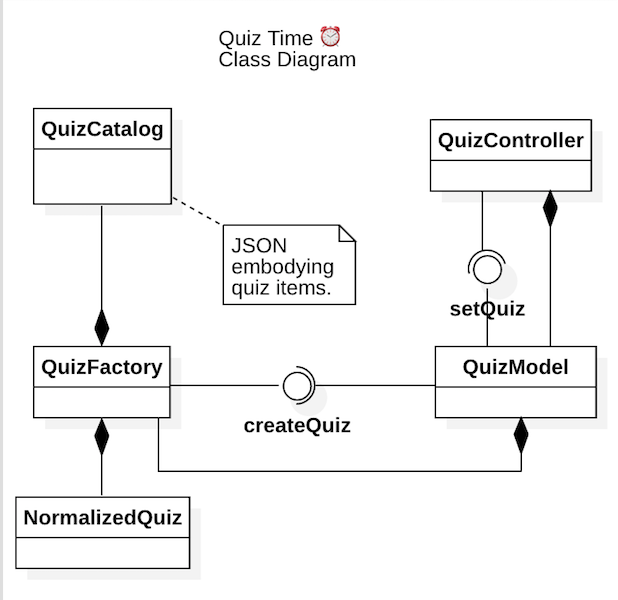 Quiz Time ⏰
Class Diagram
QuizCatalog
QuizController
JSON
embodying
quiz items.
setQuiz
QuizFactory
QuizModel
createQuiz
NormalizedQuiz